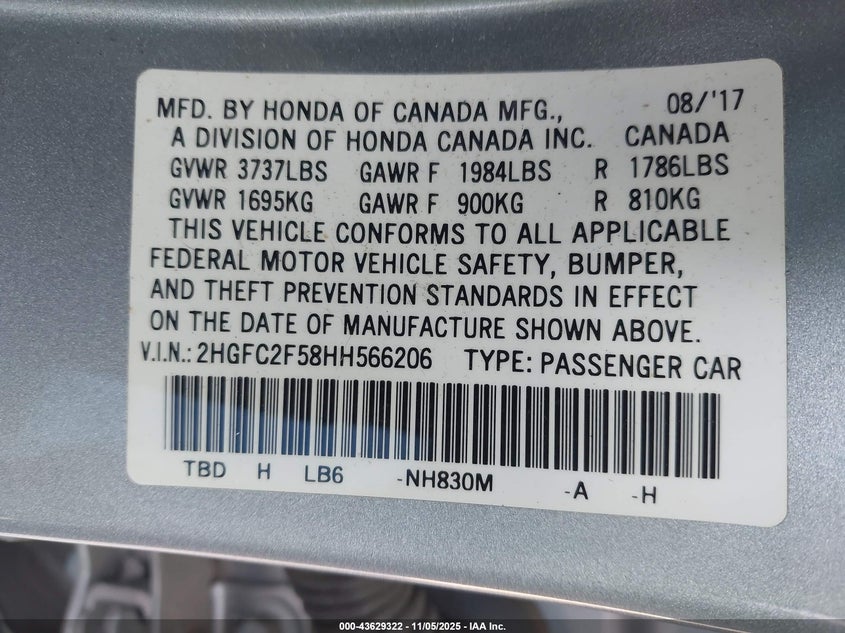 MFD. BY HONDA OF CANADA MFG., 08/'17
A DIVISION OF HONDA CANADA INC. CANADA
GVWR 3737LBS GAWR F 1984LBS R 1786LBS
GVWR 1695KG GAWR F 900KG R 810KG
THIS VEHICLE CONFORMS TO ALL APPLICABLE
FEDERAL MOTOR VEHICLE SAFETY, BUMPER,
AND THEFT PREVENTION STANDARDS IN EFFECT
ON THE DATE OF MANUFACTURE SHOWN ABOVE.
V.I.N.: 2HGFC2F58HH566206 TYPE: PASSENGER CAR
TBD H LB6 -NH830M -A -H
000-43629322 | 11/05/2025 - IAA Inc.